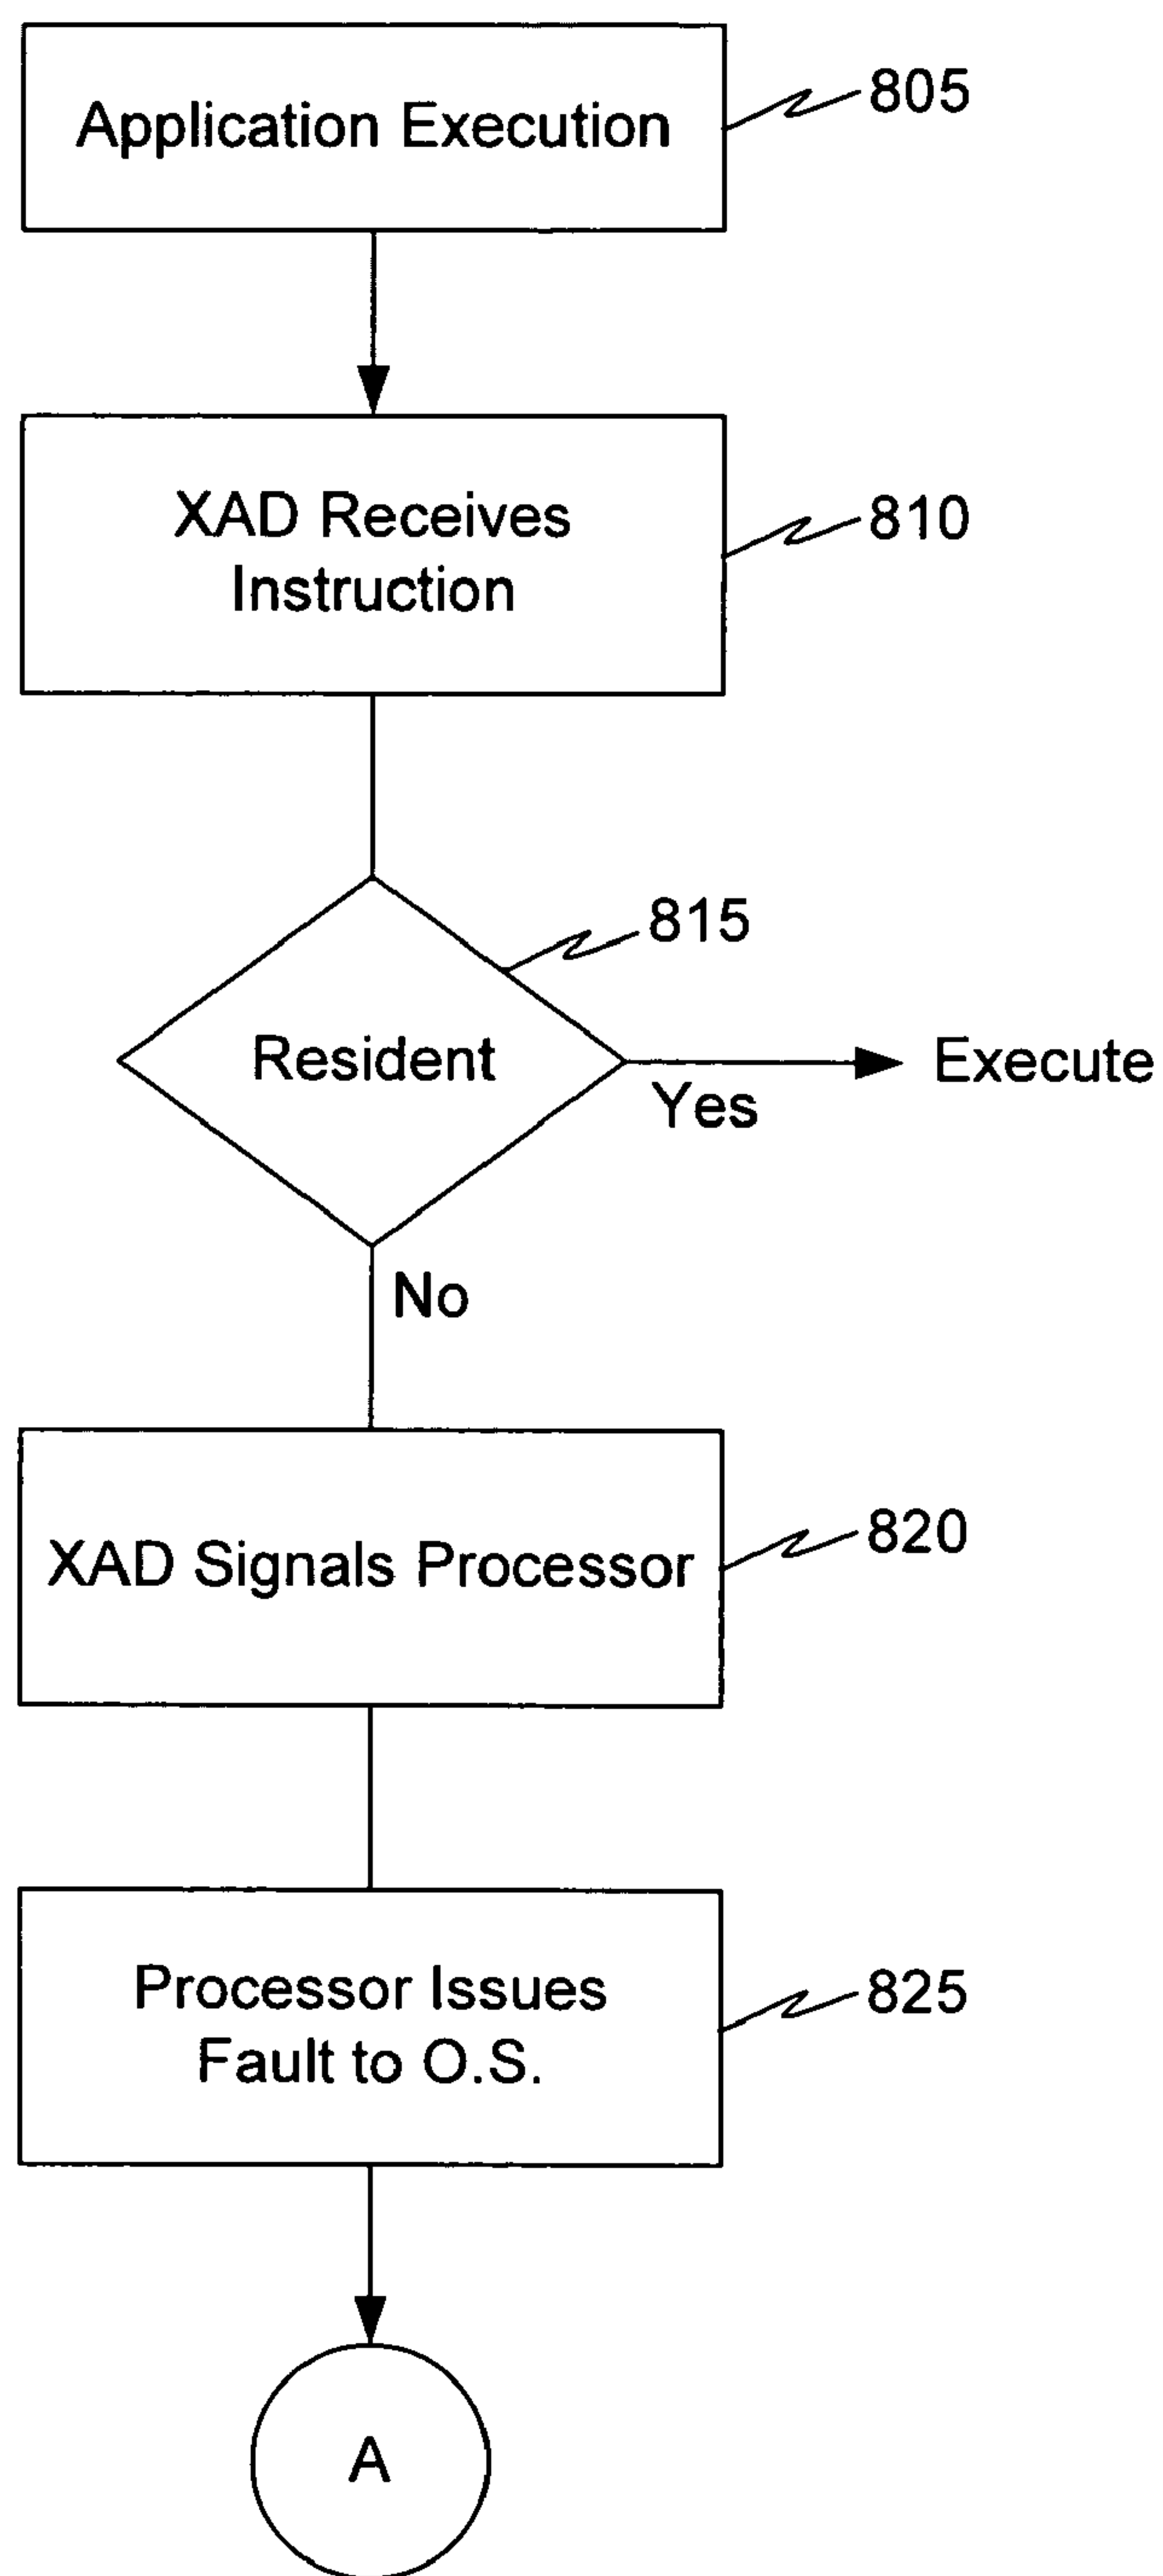 Application Execution
805
XAD Receives
Instruction
810
815
Resident
Yes
Execute
No
XAD Signals Processor
820
Processor Issues
Fault to O.S.
825
A